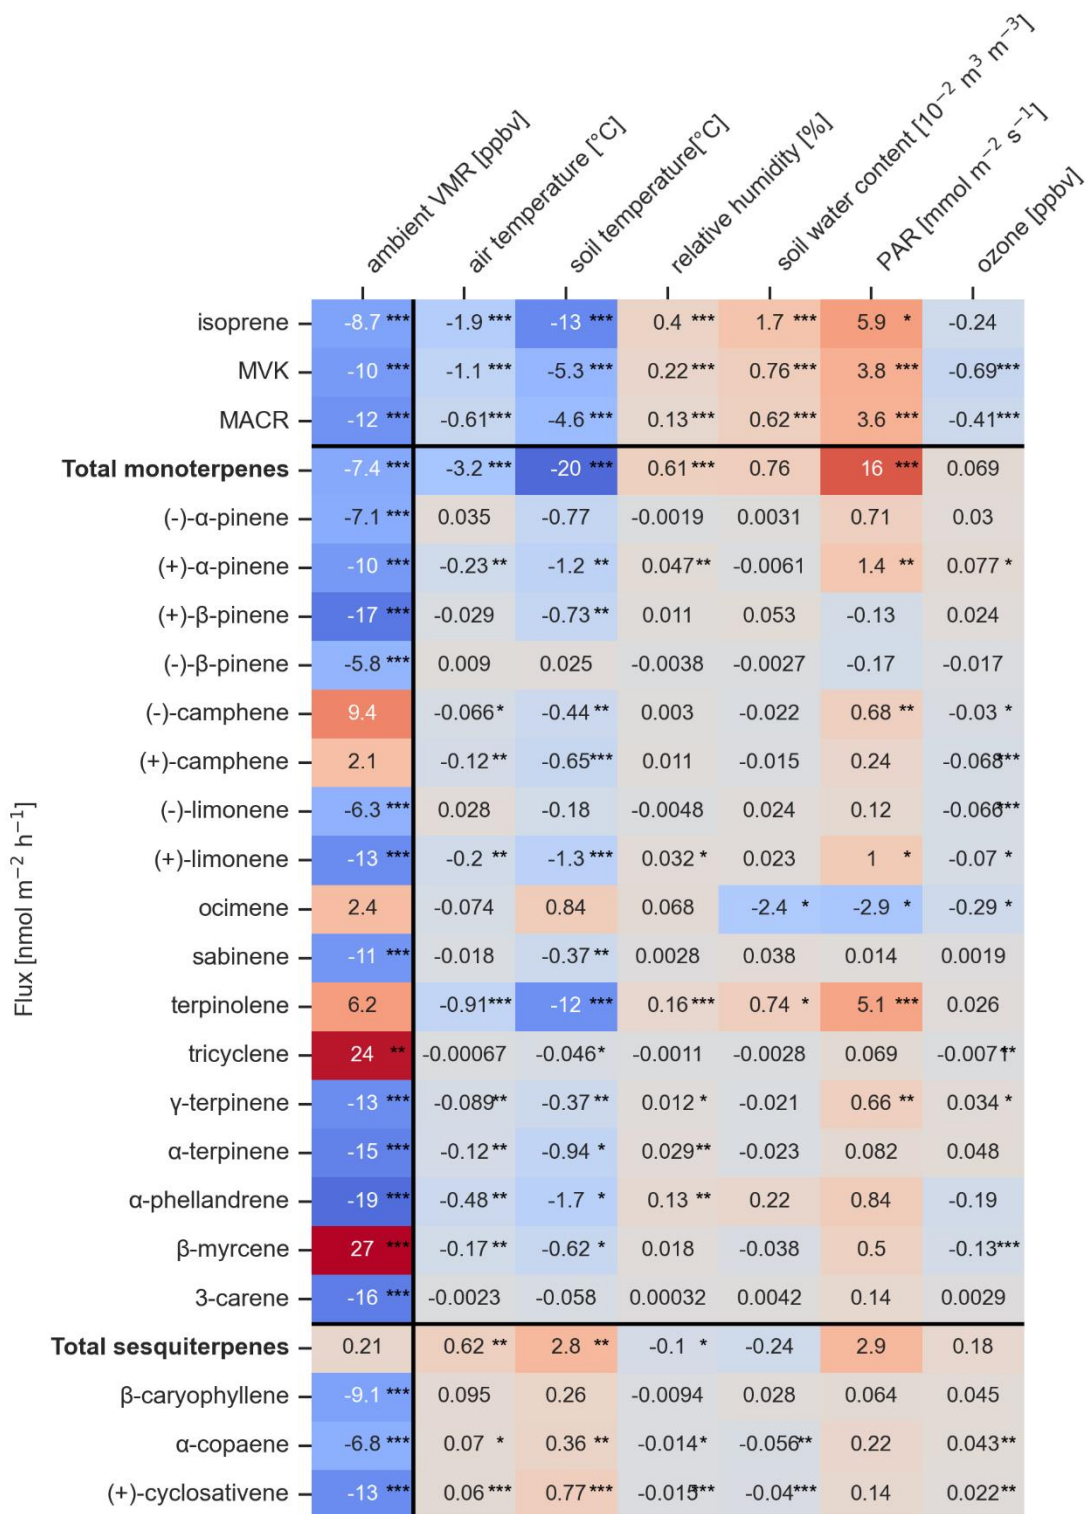 ambient VMR [ppbv]
air temperature [°C]
soil temperature[°C]
relative humidity [%]
soil water content [10⁻² m³ m⁻³]
PAR [mmol m⁻² s⁻¹]
ozone [ppbv]
Flux [nmol m⁻² h⁻¹]
isoprene -8.7 *** -1.9 *** -13 *** 0.4 *** 1.7 *** 5.9 * -0.24
MVK -10 *** -1.1 *** -5.3 *** 0.22 *** 0.76 *** 3.8 *** -0.69 ***
MACR -12 *** -0.61 *** -4.6 *** 0.13 *** 0.62 *** 3.6 *** -0.41 ***
Total monoterpenes -7.4 *** -3.2 *** -20 *** 0.61 *** 0.76 16 *** 0.069
(-)-α-pinene -7.1 *** 0.035 -0.77 -0.0019 0.0031 0.71 0.03
(+)-α-pinene -10 *** -0.23 ** -1.2 ** 0.047 ** -0.0061 1.4 ** 0.077 *
(+)-β-pinene -17 *** -0.029 -0.73 ** 0.011 0.053 -0.13 0.024
(-)-β-pinene -5.8 *** 0.009 0.025 -0.0038 -0.0027 -0.17 -0.017
(-)-camphene 9.4 -0.066 * -0.44 ** 0.003 -0.022 0.68 ** -0.03 *
(+)-camphene 2.1 -0.12 ** -0.65 *** 0.011 -0.015 0.24 -0.068 ***
(-)-limonene -6.3 *** 0.028 -0.18 -0.0048 0.024 0.12 -0.066 ***
(+)-limonene -13 *** -0.2 ** -1.3 *** 0.032 * 0.023 1 * -0.07 *
ocimene 2.4 -0.074 0.84 0.068 -2.4 * -2.9 * -0.29 *
sabinene -11 *** -0.018 -0.37 ** 0.0028 0.038 0.014 0.0019
terpinolene 6.2 -0.91 *** -12 *** 0.16 *** 0.74 * 5.1 *** 0.026
tricyclene 24 ** -0.00067 -0.046 * -0.0011 -0.0028 0.069 -0.0071 **
γ-terpinene -13 *** -0.089 ** -0.37 ** 0.012 * -0.021 0.66 ** 0.034 *
α-terpinene -15 *** -0.12 ** -0.94 * 0.029 ** -0.023 0.082 0.048
α-phellandrene -19 *** -0.48 ** -1.7 * 0.13 ** 0.22 0.84 -0.19
β-myrcene 27 *** -0.17 ** -0.62 * 0.018 -0.038 0.5 -0.13 ***
3-carene -16 *** -0.0023 -0.058 0.00032 0.0042 0.14 0.0029
Total sesquiterpenes 0.21 0.62 ** 2.8 ** -0.1 * -0.24 2.9 0.18
β-caryophyllene -9.1 *** 0.095 0.26 -0.0094 0.028 0.064 0.045
α-copaene -6.8 *** 0.07 * 0.36 ** -0.014 * -0.056 ** 0.22 0.043 **
(+)-cyclosativene -13 *** 0.06 *** 0.77 *** -0.015 *** -0.04 *** 0.14 0.022 **